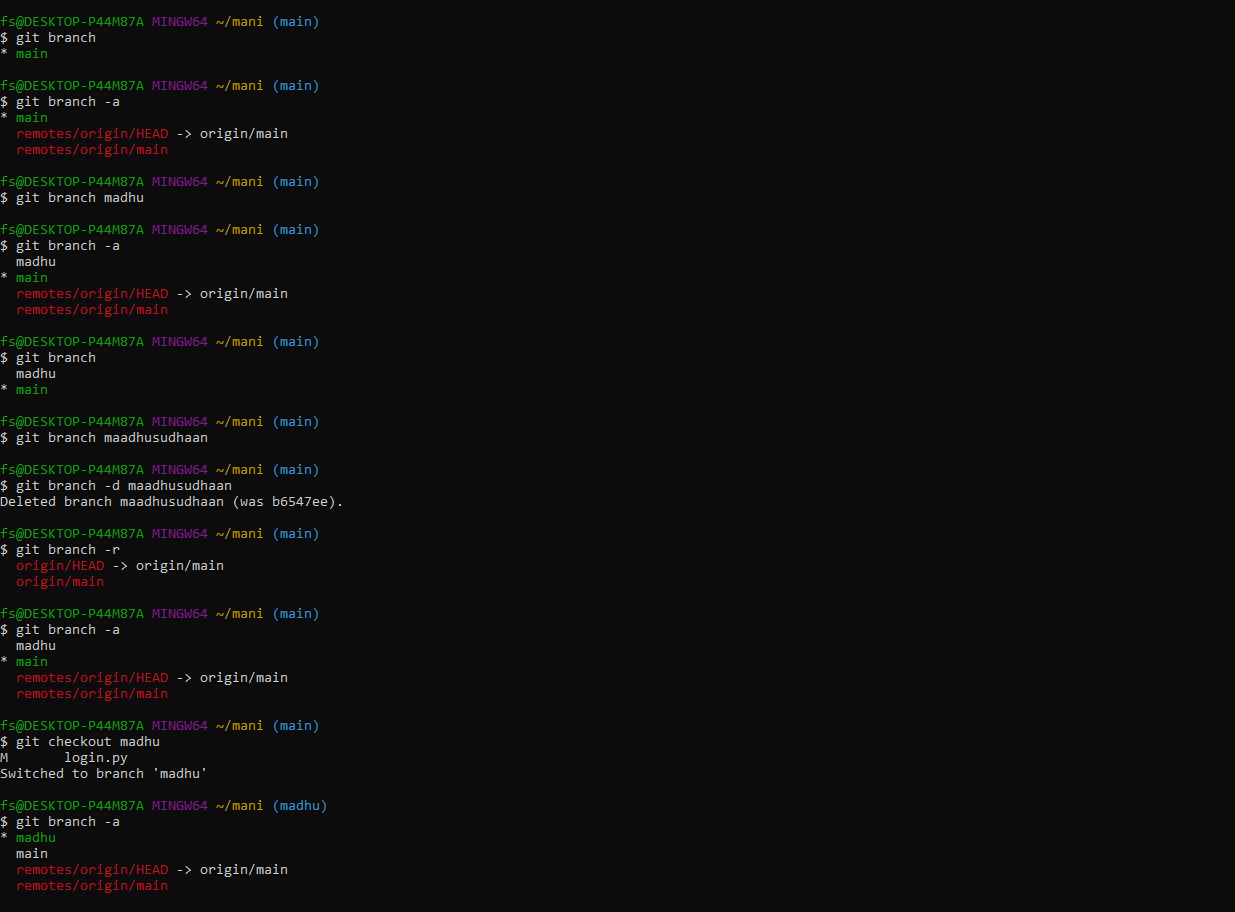 fs@DESKTOP-P44M87A MINGW64 ~/mani (main)
$ git branch
* main
fs@DESKTOP-P44M87A MINGW64 ~/mani (main)
$ git branch -a
* main
  remotes/origin/HEAD -> origin/main
  remotes/origin/main
fs@DESKTOP-P44M87A MINGW64 ~/mani (main)
$ git branch madhu
fs@DESKTOP-P44M87A MINGW64 ~/mani (main)
$ git branch -a
  madhu
* main
  remotes/origin/HEAD -> origin/main
  remotes/origin/main
fs@DESKTOP-P44M87A MINGW64 ~/mani (main)
$ git branch
  madhu
* main
fs@DESKTOP-P44M87A MINGW64 ~/mani (main)
$ git branch maadhusudhaan
fs@DESKTOP-P44M87A MINGW64 ~/mani (main)
$ git branch -d maadhusudhaan
Deleted branch maadhusudhaan (was b6547ee).
fs@DESKTOP-P44M87A MINGW64 ~/mani (main)
$ git branch -r
  origin/HEAD -> origin/main
  origin/main
fs@DESKTOP-P44M87A MINGW64 ~/mani (main)
$ git branch -a
  madhu
* main
  remotes/origin/HEAD -> origin/main
  remotes/origin/main
fs@DESKTOP-P44M87A MINGW64 ~/mani (main)
$ git checkout madhu
M       login.py
Switched to branch 'madhu'
fs@DESKTOP-P44M87A MINGW64 ~/mani (madhu)
$ git branch -a
* madhu
  main
  remotes/origin/HEAD -> origin/main
  remotes/origin/main